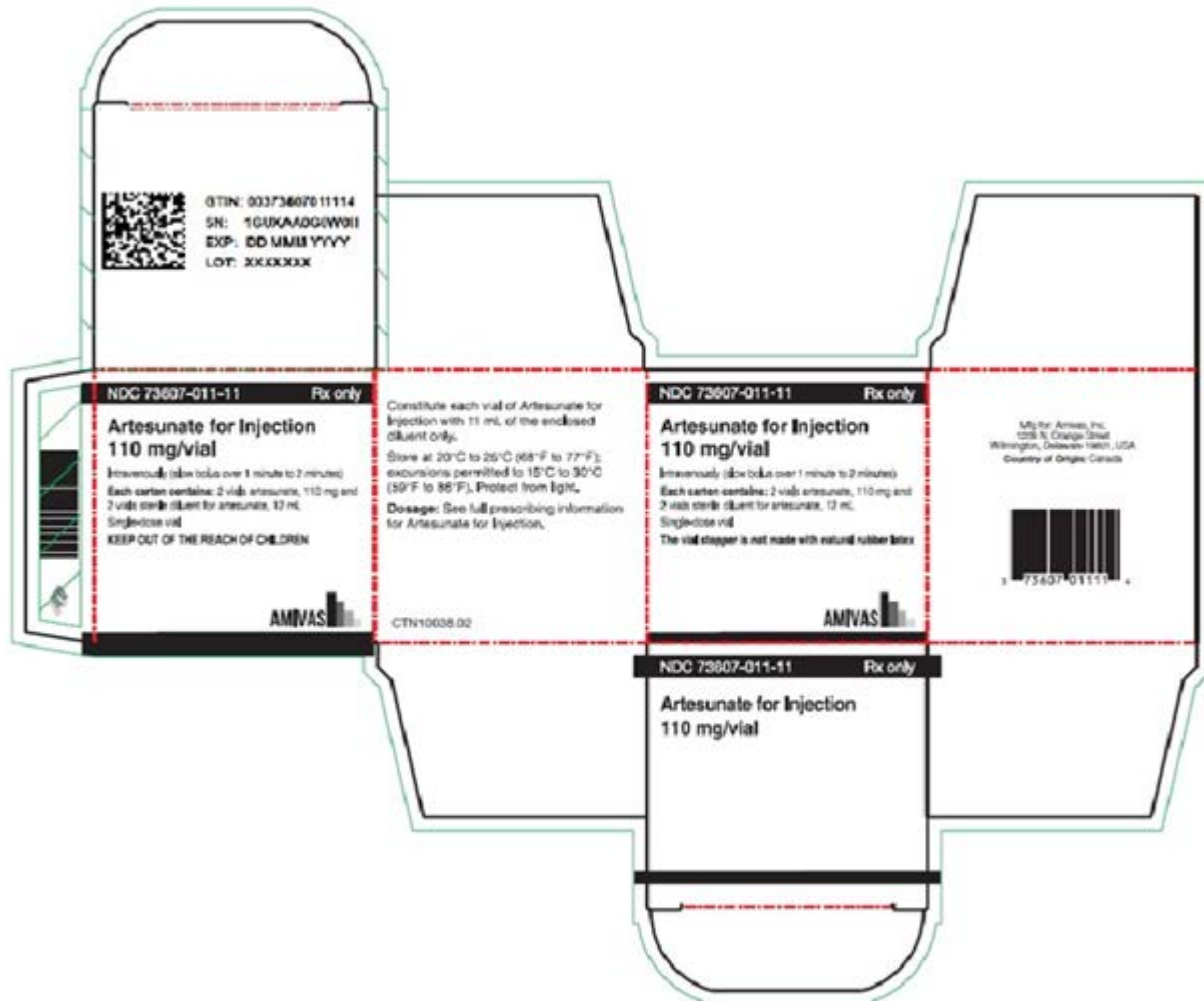 GTIN: 00373607011114
SN:
EXP: DD MMM YYYY
LOT: XXXXXXX
NDC 73607-011-11 Rx only
Artesunate for Injection
110 mg/vial
Intravenously (slow bolus over 1 minute to 2 minutes)
Each carton contains: 2 vials artesunate, 110 mg and
2 vials sterile diluent for artesunate, 12 mL
Single-dose vial
KEEP OUT OF THE REACH OF CHILDREN
AMIVAS
Constitute each vial of Artesunate for
Injection with 11 mL of the enclosed
diluent only.
Store at 20°C to 25°C (68°F to 77°F);
excursions permitted to 15°C to 30°C
(59°F to 86°F). Protect from light.
Dosage: See full prescribing information
for Artesunate for Injection.
CTN10038.02
NDC 73607-011-11 Rx only
Artesunate for Injection
110 mg/vial
Intravenously (slow bolus over 1 minute to 2 minutes)
Each carton contains: 2 vials artesunate, 110 mg and
2 vials sterile diluent for artesunate, 12 mL
Single-dose vial
The vial stopper is not made with natural rubber latex
AMIVAS
Mfg for: Amivas, Inc.
N. Orange Street
Wilmington, Delaware 19801, USA
Country of Origin: Canada
3 73607 01111 4
NDC 73607-011-11 Rx only
Artesunate for Injection
110 mg/vial